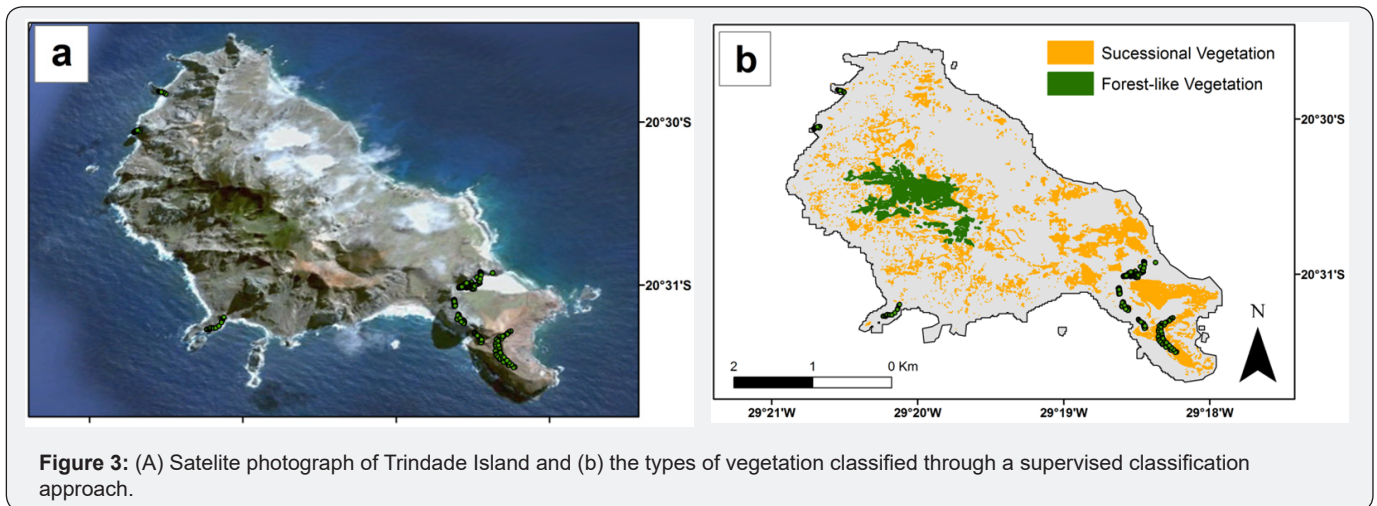 a
20°30'S
20°31'S
b
Sucessional Vegetation
Forest-like Vegetation
20°30'S
20°31'S
N
2 1 0 Km
29°21'W 29°20'W 29°19'W 29°18'W
Figure 3: (A) Satelite photograph of Trindade Island and (b) the types of vegetation classified through a supervised classification
approach.